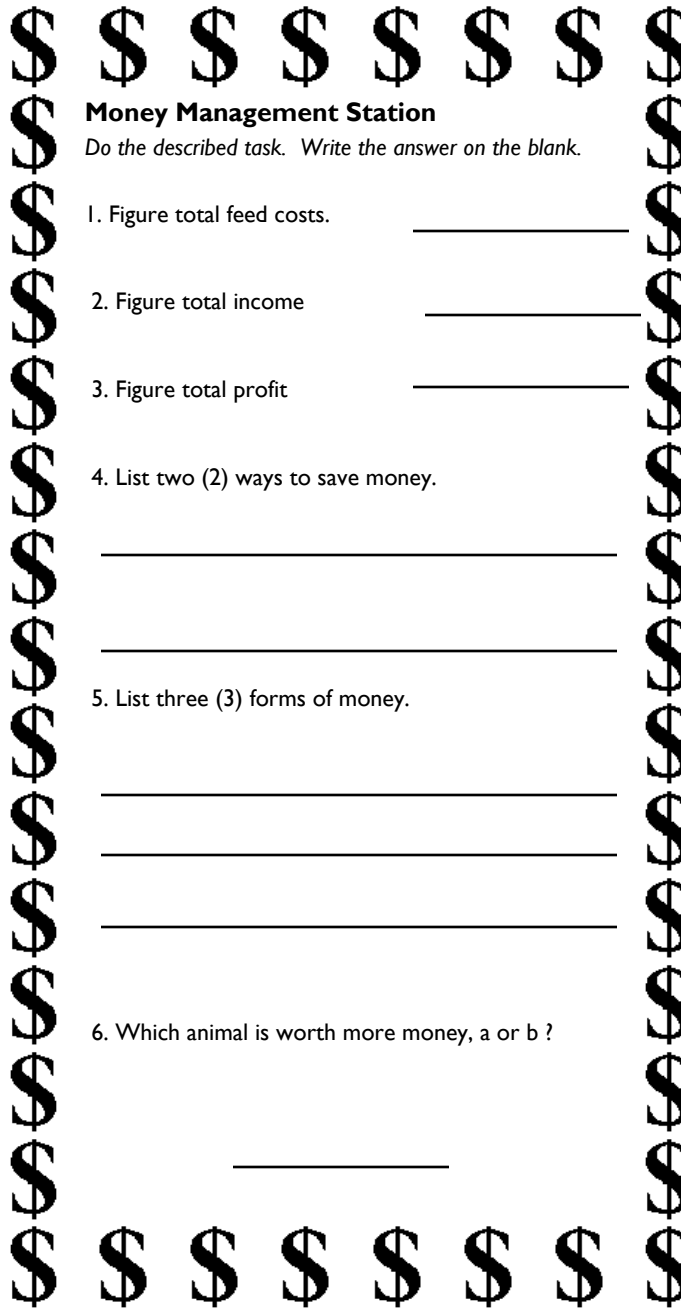 Money Management Station
Do the described task.  Write the answer on the blank.
1. Figure total feed costs.
2. Figure total income
3. Figure total profit
4. List two (2) ways to save money.
5. List three (3) forms of money.
6. Which animal is worth more money, a or b ?